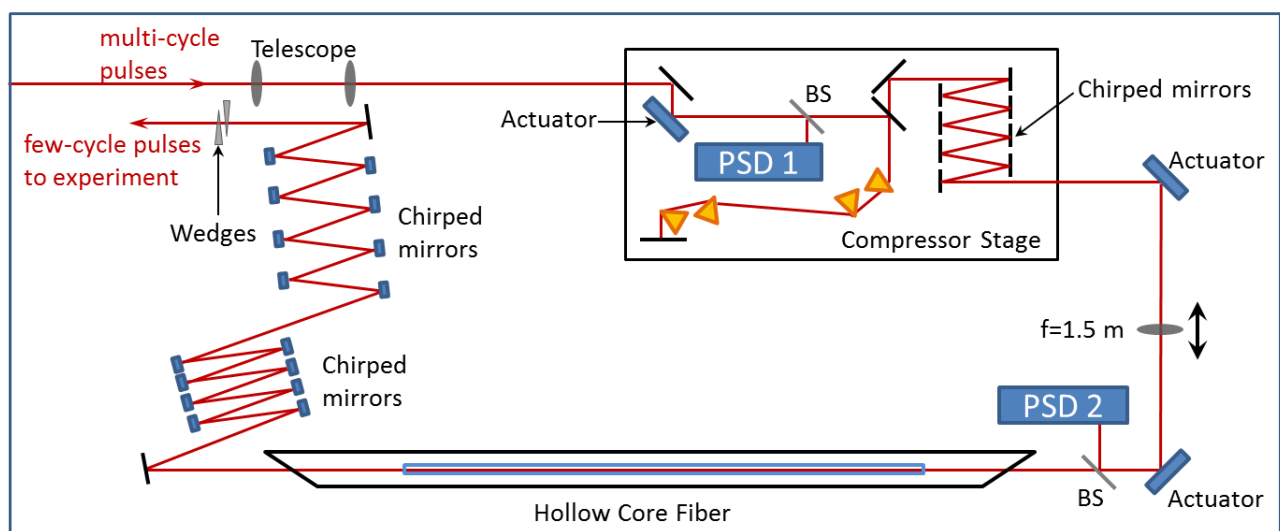 multi-cycle
pulses
Telescope
few-cycle pulses
to experiment
Wedges
Chirped
mirrors
Chirped
mirrors
Actuator
BS
PSD 1
Chirped mirrors
Compressor Stage
Actuator
f=1.5 m
PSD 2
BS
Actuator
Hollow Core Fiber